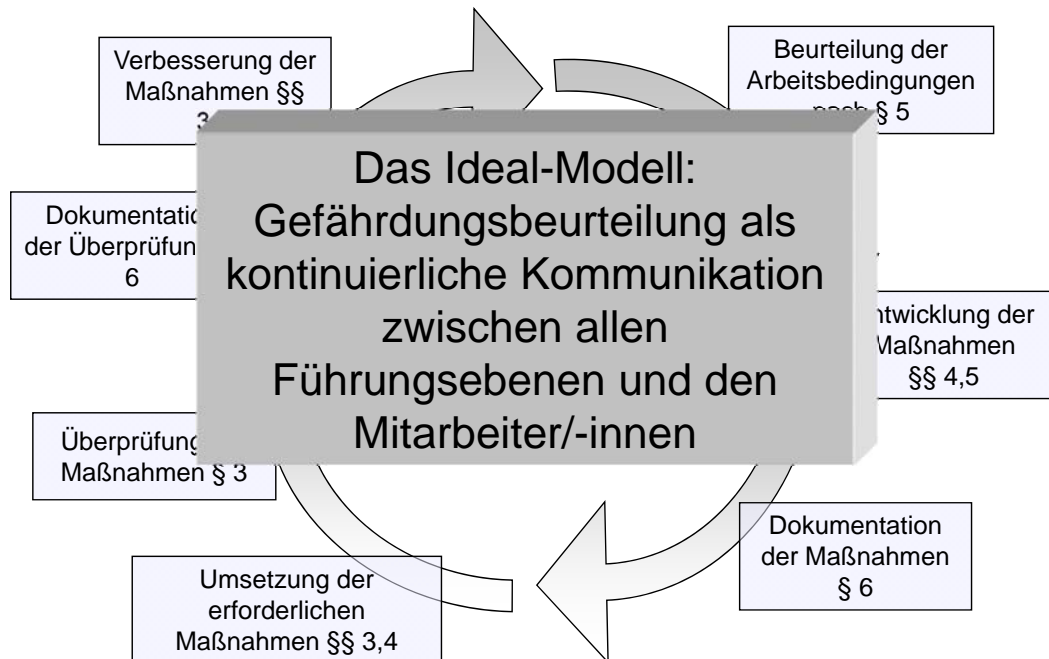 Verbesserung der
Maßnahmen §§
3
Beurteilung der
Arbeitsbedingungen
nach § 5
Das Ideal-Modell:
Gefährdungsbeurteilung als
kontinuierliche Kommunikation
zwischen allen
Führungsebenen und den
Mitarbeiter/-innen
der
6
ntwicklung der
Maßnahmen
§§ 4,5
Überprüfung
Maßnahmen § 3
Dokumentation
der Maßnahmen
§ 6
Umsetzung der
erforderlichen
Maßnahmen §§ 3,4